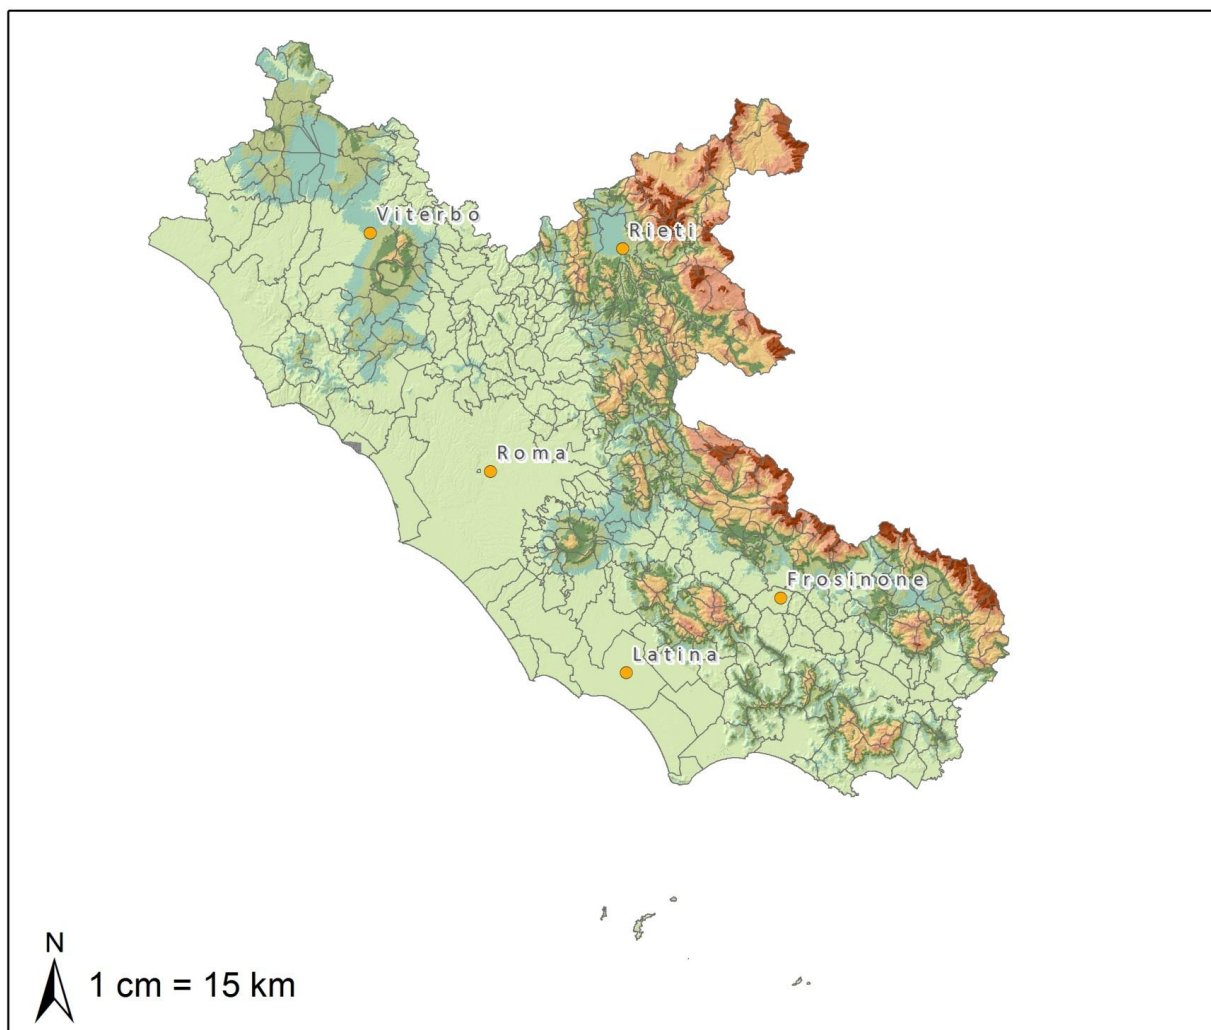 Viterbo
Rieti
Roma
Frosinone
Latina
N
1 cm = 15 km